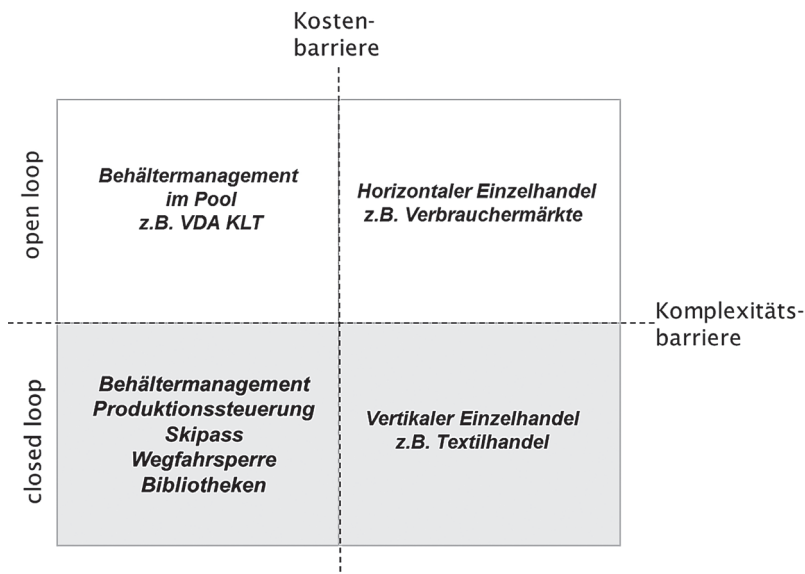 Kosten-
barriere
open loop
Behältermanagement
im Pool
z.B. VDA KLT
Horizontaler Einzelhandel
z.B. Verbrauchermärkte
Komplexitäts-
barriere
closed loop
Behältermanagement
Produktionssteuerung
Skipass
Wegfahrsperre
Bibliotheken
Vertikaler Einzelhandel
z.B. Textilhandel